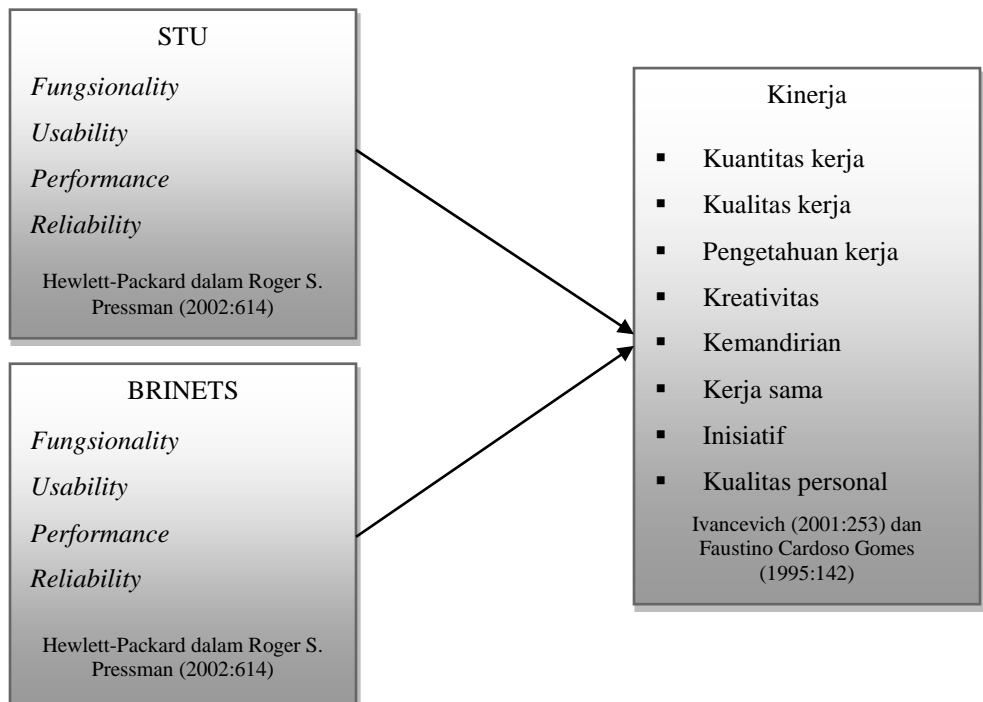 STU
Fungsionality
Usability
Performance
Reliability
Hewlett-Packard dalam Roger S.
Pressman (2002:614)
BRINETS
Fungsionality
Usability
Performance
Reliability
Hewlett-Packard dalam Roger S.
Pressman (2002:614)
Kinerja
▪ Kuantitas kerja
▪ Kualitas kerja
▪ Pengetahuan kerja
▪ Kreativitas
▪ Kemandirian
▪ Kerja sama
▪ Inisiatif
▪ Kualitas personal
Ivancevich (2001:253) dan
Faustino Cardoso Gomes
(1995:142)